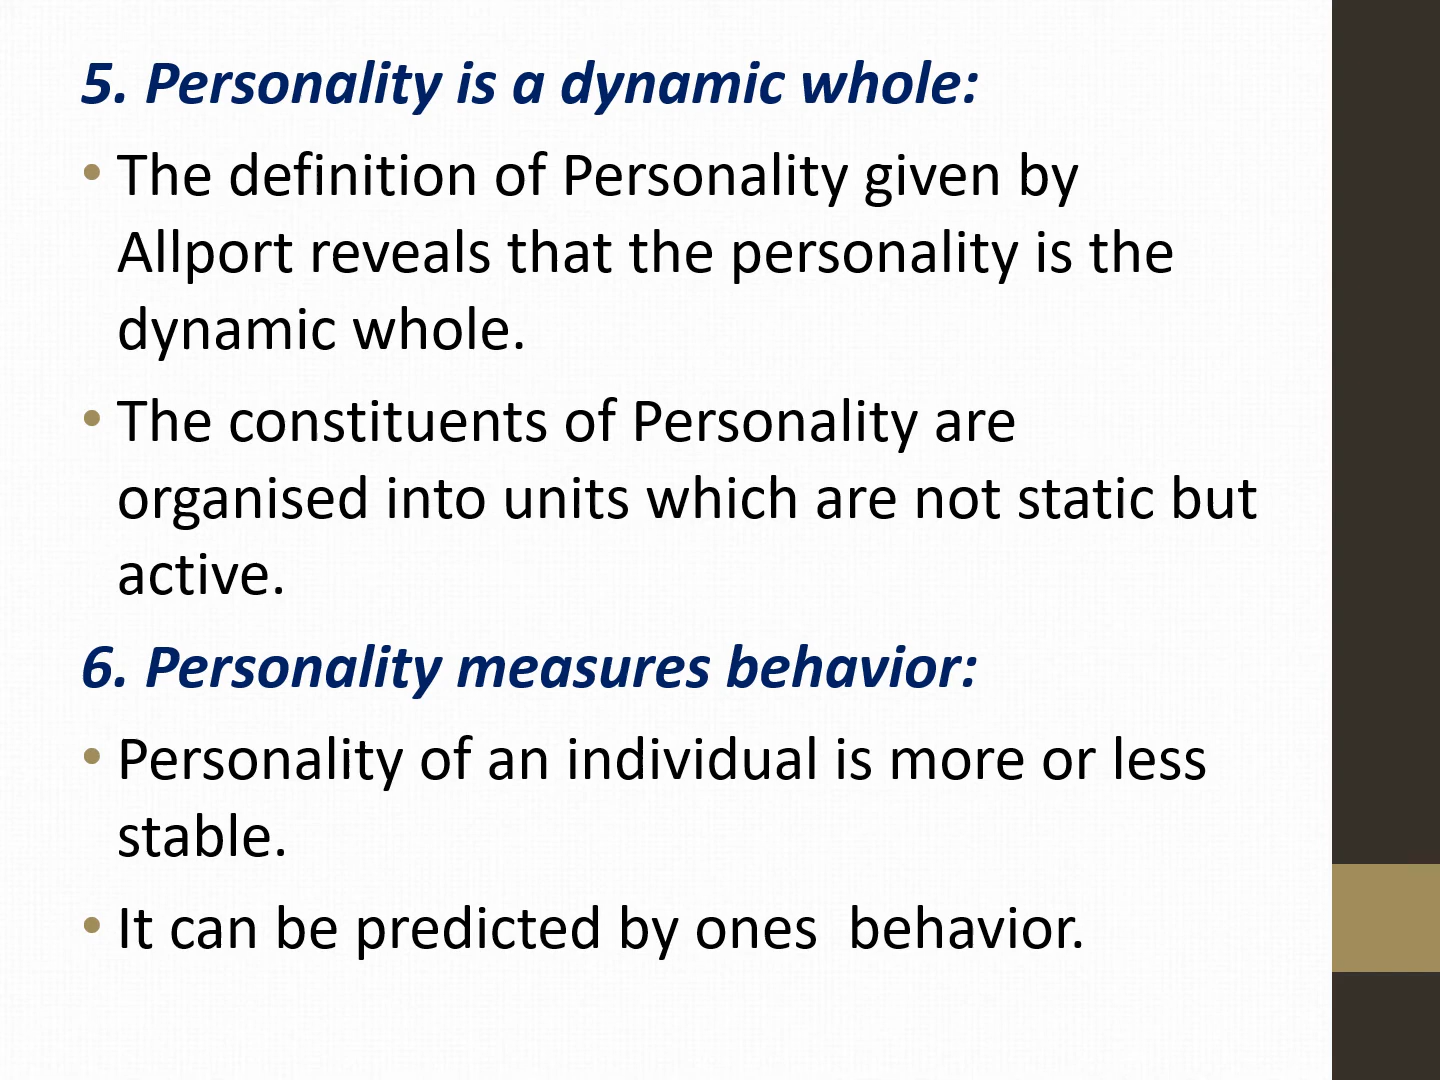 5. Personality is a dynamic whole:
• The definition of Personality given by
Allport reveals that the personality is the
dynamic whole.
• The constituents of Personality are
organised into units which are not static but
active.
6. Personality measures behavior:
• Personality of an individual is more or less
stable.
• It can be predicted by ones  behavior.